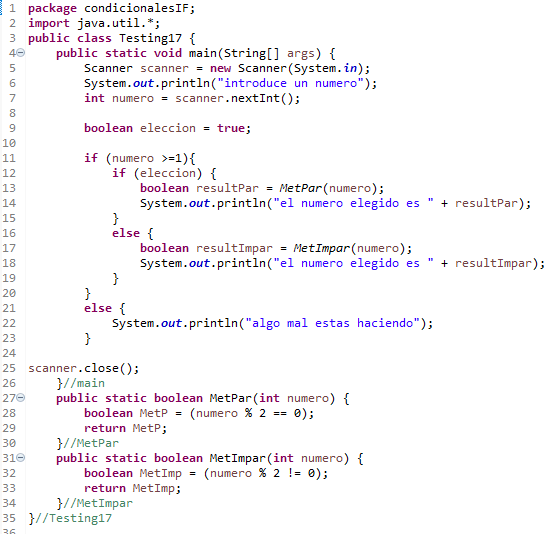 1 package condicionalesIF;
2 import java.util.*;
3 public class Testing17 {
4     public static void main(String[] args) {
5         Scanner scanner = new Scanner(System.in);
6         System.out.println("introduce un numero");
7         int numero = scanner.nextInt();
8
9         boolean eleccion = true;
10
11         if (numero >=1){
12             if (eleccion) {
13                 boolean resultPar = MetPar(numero);
14                 System.out.println("el numero elegido es " + resultPar);
15             }
16             else {
17                 boolean resultImpar = MetImpar(numero);
18                 System.out.println("el numero elegido es " + resultImpar);
19             }
20         }
21         else {
22             System.out.println("algo mal estas haciendo");
23         }
24
25 scanner.close();
26     }//main
27     public static boolean MetPar(int numero) {
28         boolean MetP = (numero % 2 == 0);
29         return MetP;
30     }//MetPar
31     public static boolean MetImpar(int numero) {
32         boolean MetImp = (numero % 2 != 0);
33         return MetImp;
34     }//MetImpar
35 }//Testing17
36